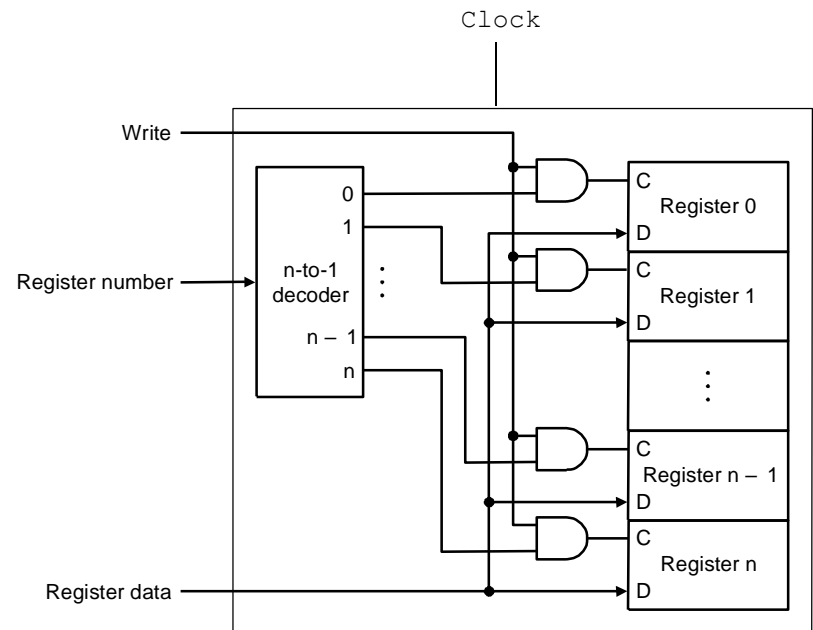 Clock
Write
0
1
n-to-1
decoder
n – 1
n
Register number
Register data
C
Register 0
D
C
Register 1
D
C
Register n – 1
D
C
Register n
D